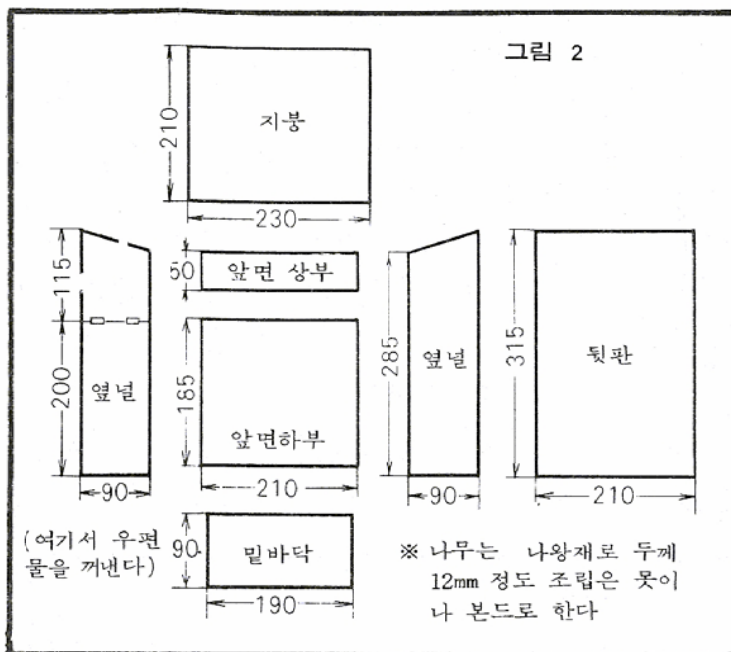 그림 2
지붕
210
230
115
200
옆널
90
(여기서 우편
물을 꺼낸다)
50
앞면 상부
185
앞면하부
210
90
밑바닥
190
285
옆널
90
315
뒷판
210
※ 나무는 나왕재로 두께
12mm 정도 조립은 못이
나 본드로 한다